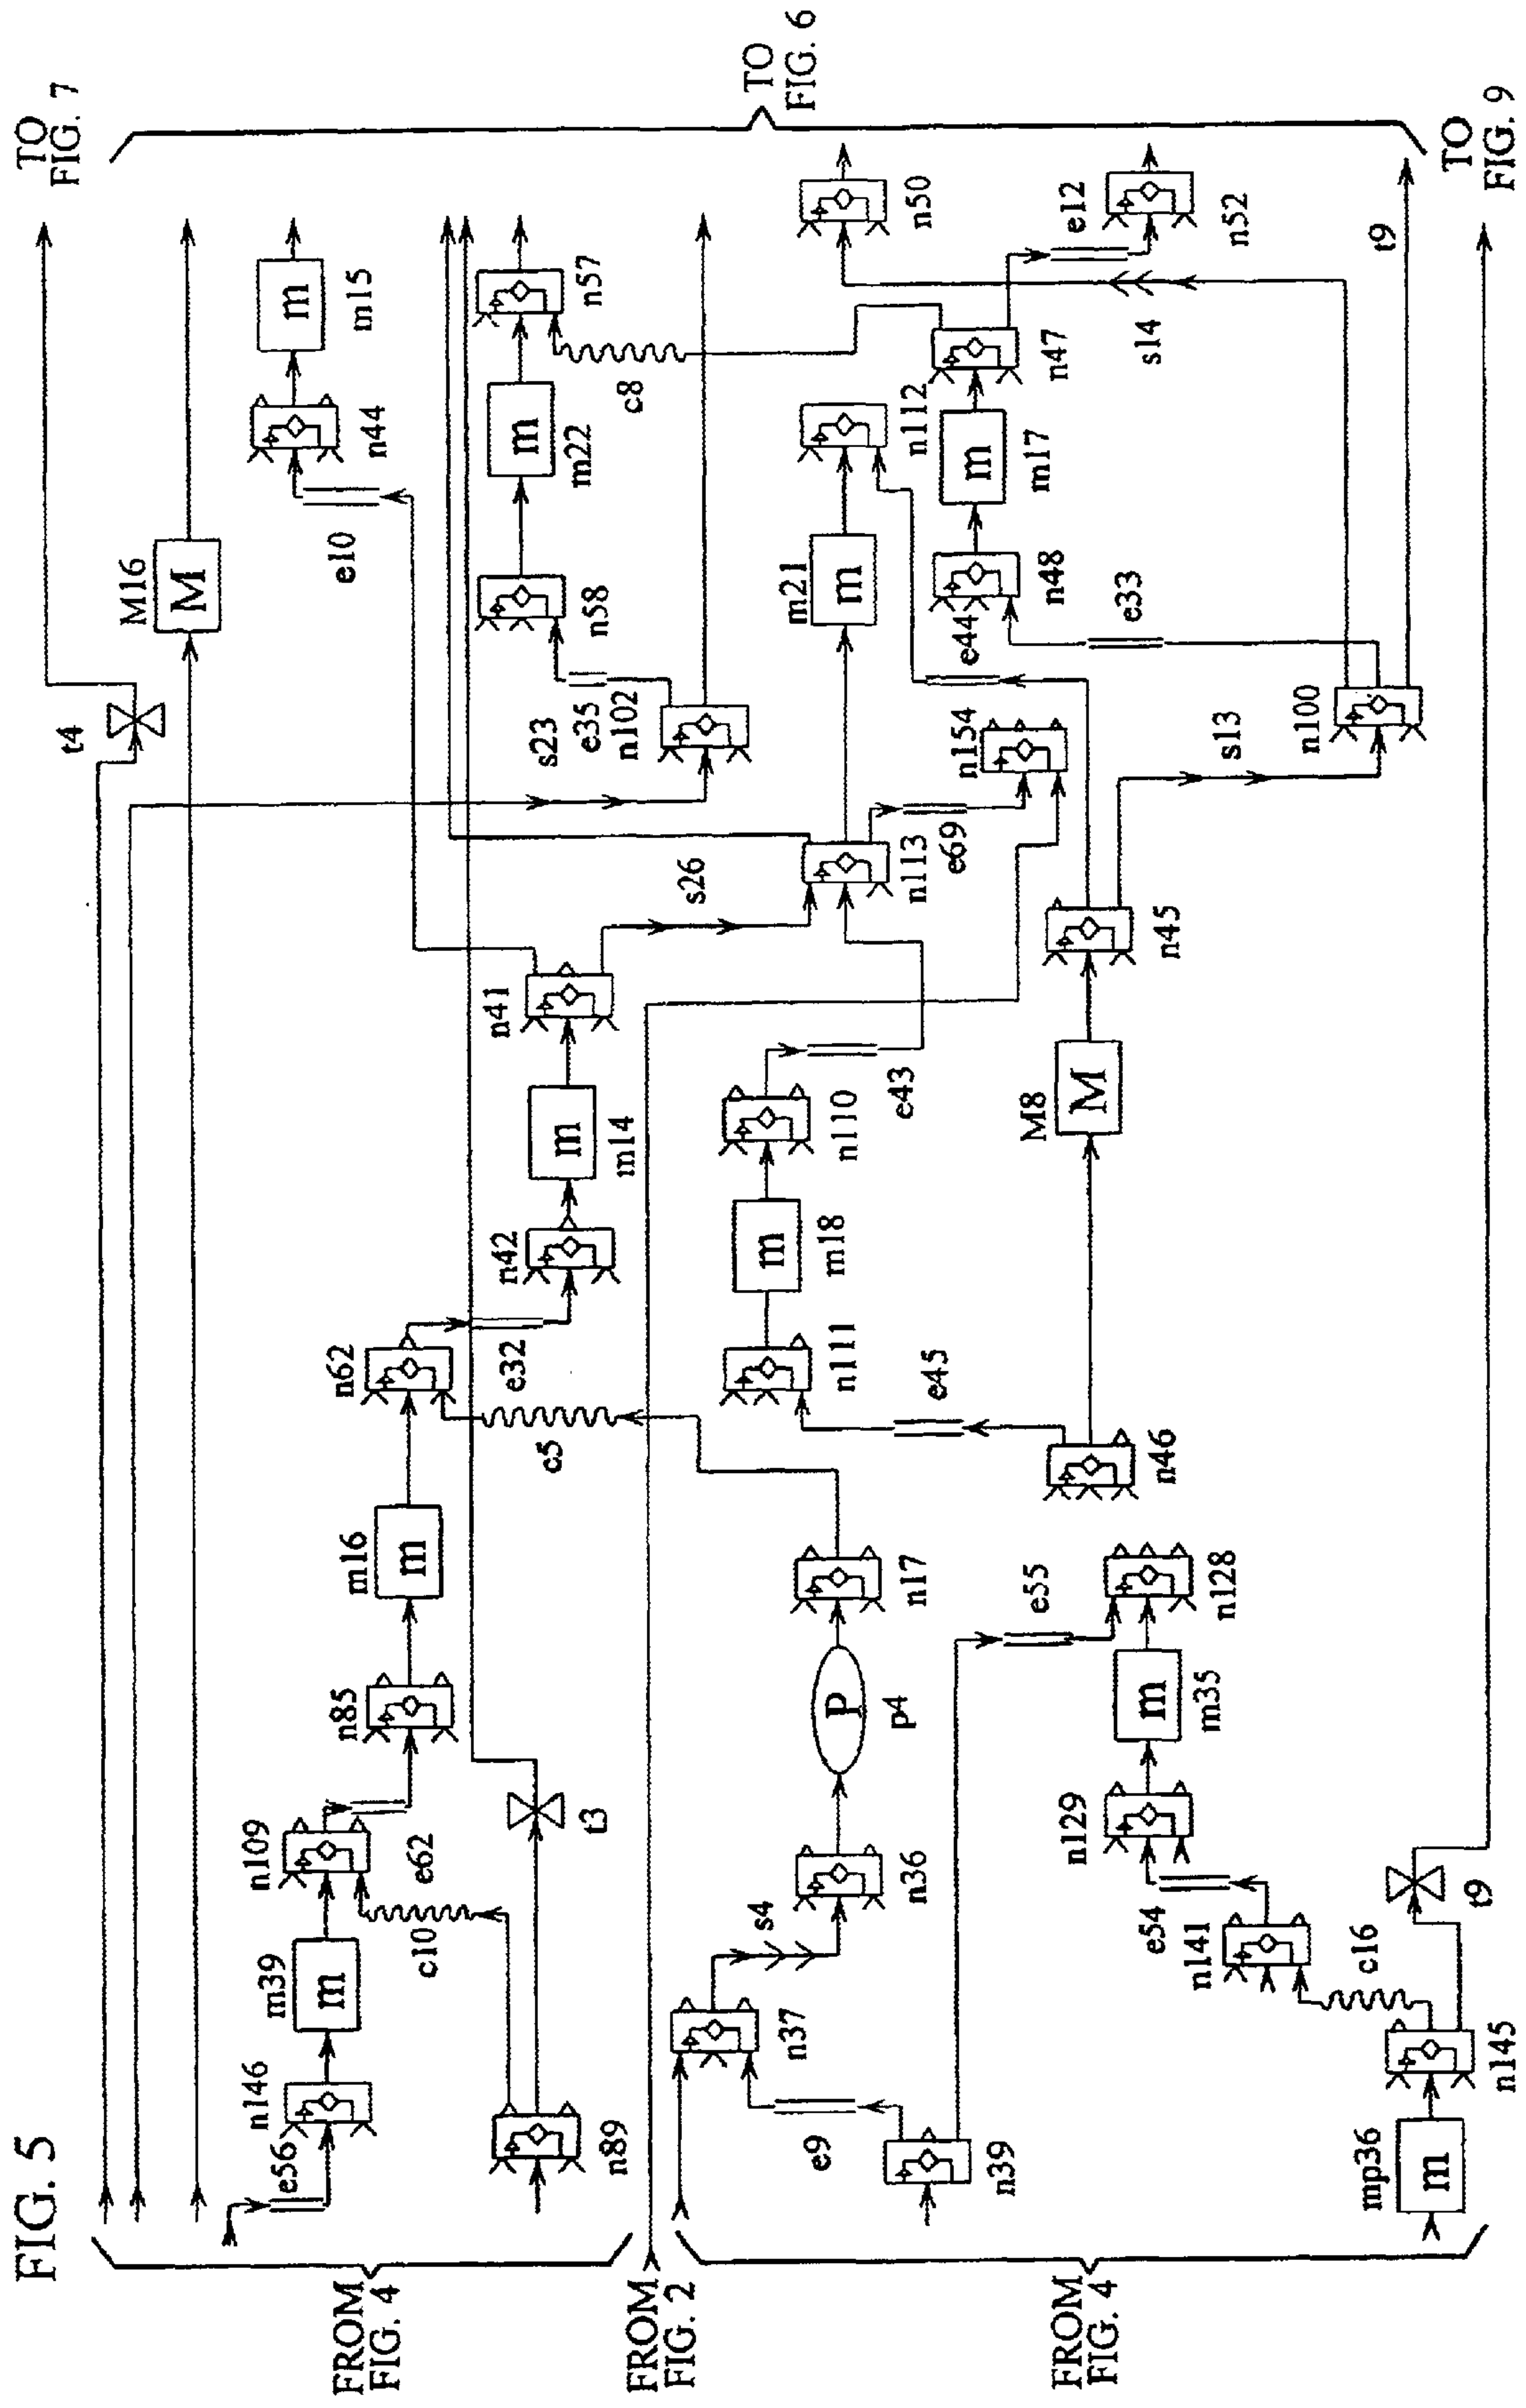 FIG. 5
TO
FIG. 7
t4
M16
M
m
m15
n44
e10
n62
m16
m
n85
n109
e62
m39
m
c10
n146
e56
n89
t3
c5
e32
n42
m
m14
n41
s26
s23
e35
n102
n58
m
m22
n57
c8
TO
FIG. 6
FROM
FIG. 4
FROM
FIG. 2
n37
e9
n39
s4
n36
P
p4
n17
n111
m
m18
n110
e43
e45
n46
M8
M
n45
n113
e69
n154
m21
m
n112
e44
n48
m
m17
n47
e33
n50
e12
n52
s14
s13
n100
t9
e55
n128
m
m35
n129
e54
n141
c16
n145
mp36
m
t9
FROM
FIG. 4
TO
FIG. 9